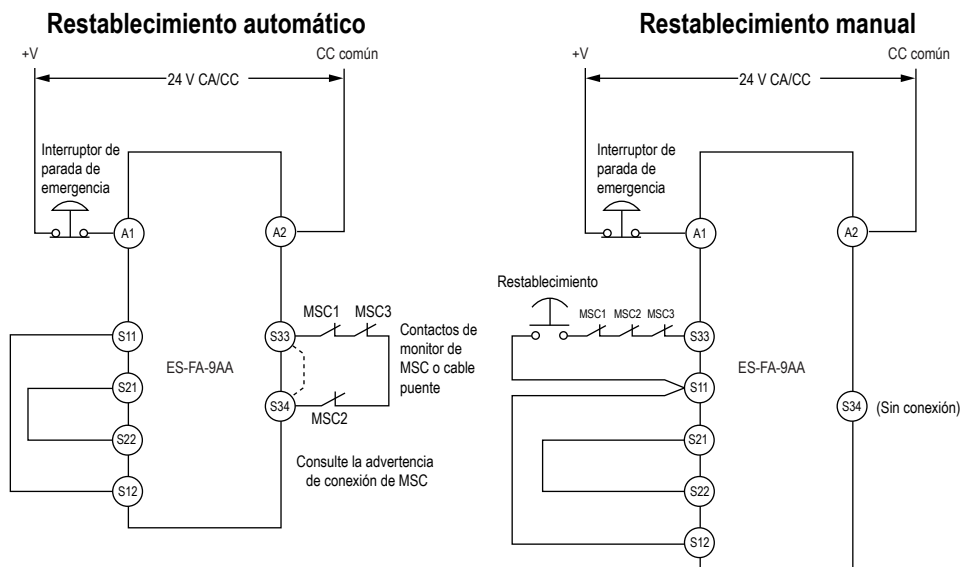 Restablecimiento automático
+V
CC común
24 V CA/CC
Interruptor de
parada de
emergencia
A1
A2
MSC1
MSC3
S11
S33
Contactos de
monitor de
MSC o cable
puente
ES-FA-9AA
S21
S34
MSC2
S22
Consulte la advertencia
de conexión de MSC
S12
Restablecimiento manual
+V
CC común
24 V CA/CC
Interruptor de
parada de
emergencia
A1
A2
Restablecimiento
MSC1
MSC2
MSC3
S33
ES-FA-9AA
S11
S34
(Sin conexión)
S21
S22
S12